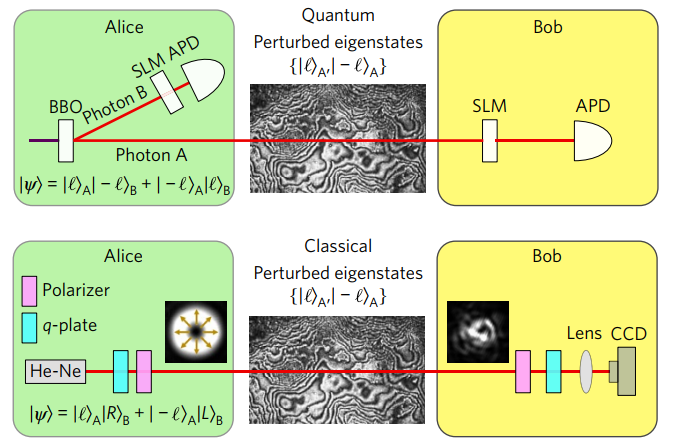 Alice
Quantum
Perturbed eigenstates
{|ℓ⟩A,|−ℓ⟩A}
Bob
SLM APD
BBO
Photon B
Photon A
SLM
APD
|ψ⟩ = |ℓ⟩A|−ℓ⟩B + |−ℓ⟩A|ℓ⟩B
Alice
Classical
Perturbed eigenstates
{|ℓ⟩A,|−ℓ⟩A}
Bob
Polarizer
q-plate
He-Ne
Lens
CCD
|ψ⟩ = |ℓ⟩A|R⟩B + |−ℓ⟩A|L⟩B